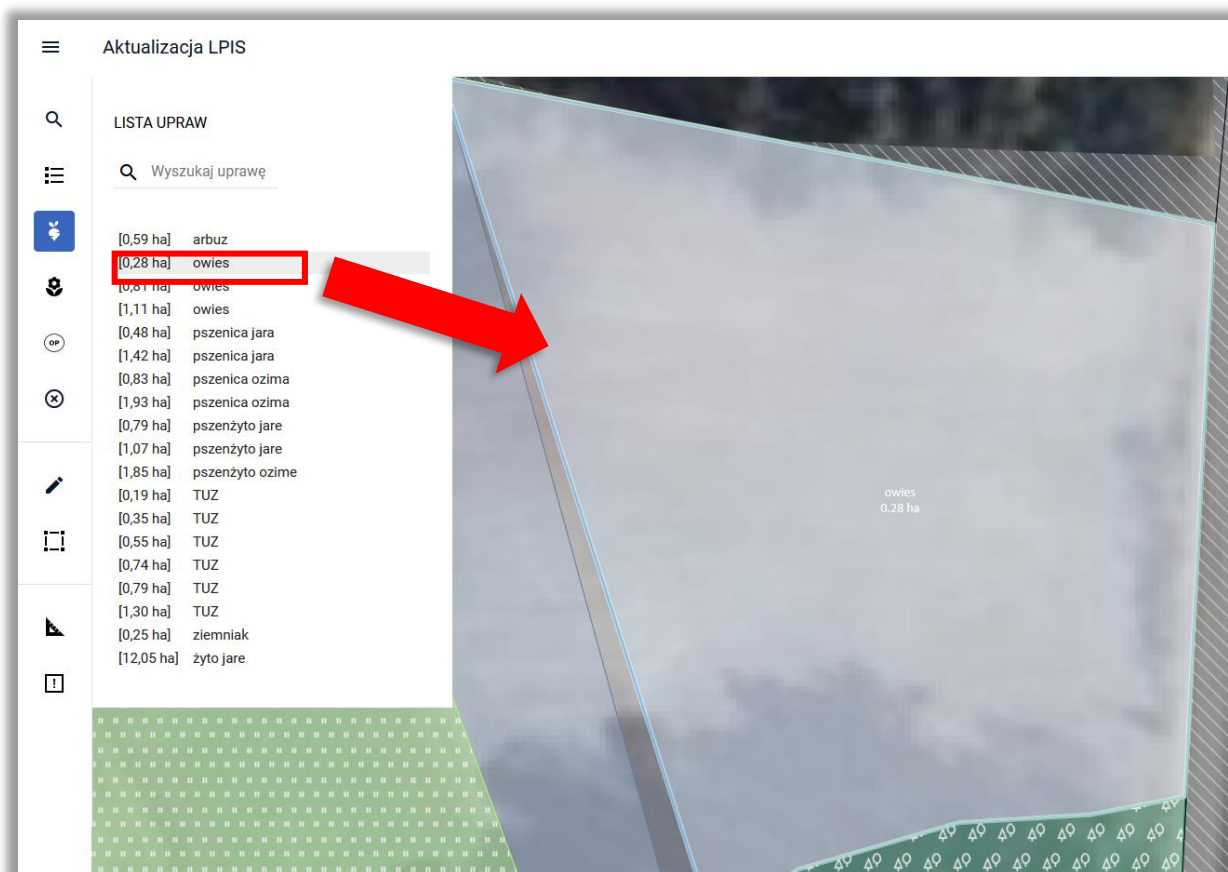 Aktualizacja LPIS
LISTA UPRAW
Wyszukaj uprawę
[0,59 ha] arbuz
[0,28 ha] owies
[0,81 ha] owies
[1,11 ha] owies
[0,48 ha] pszenica jara
[1,42 ha] pszenica jara
[0,83 ha] pszenica ozima
[1,93 ha] pszenica ozima
[0,79 ha] pszenżyto jare
[1,07 ha] pszenżyto jare
[1,85 ha] pszenżyto ozime
[0,19 ha] TUZ
[0,35 ha] TUZ
[0,55 ha] TUZ
[0,74 ha] TUZ
[0,79 ha] TUZ
[1,30 ha] TUZ
[0,25 ha] ziemniak
[12,05 ha] żyto jare
OP
owies
0.28 ha